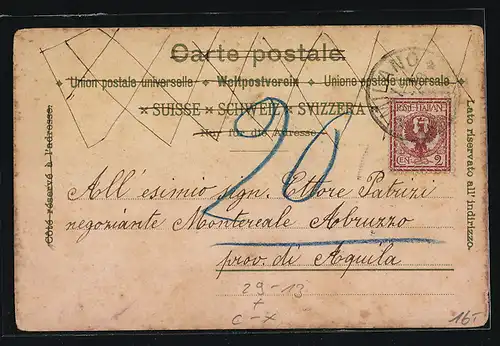 Carte postale.
✦ Union postale universelle ✦ Weltpostverein ✦ Unione postale universale ✦
✶ SUISSE ✶ SCHWEIZ ✶ SVIZZERA ✶
Nur für die Adresse.
Côté réservé à l'adresse.
Lato riservato all'indirizzo.
POSTE ITALIANE
CEN. 2
20
All' esimio sign. Ettore Patrizi
negoziante Montereale Abruzzo
prov. di Aquila
29-13
+
c-x
16T